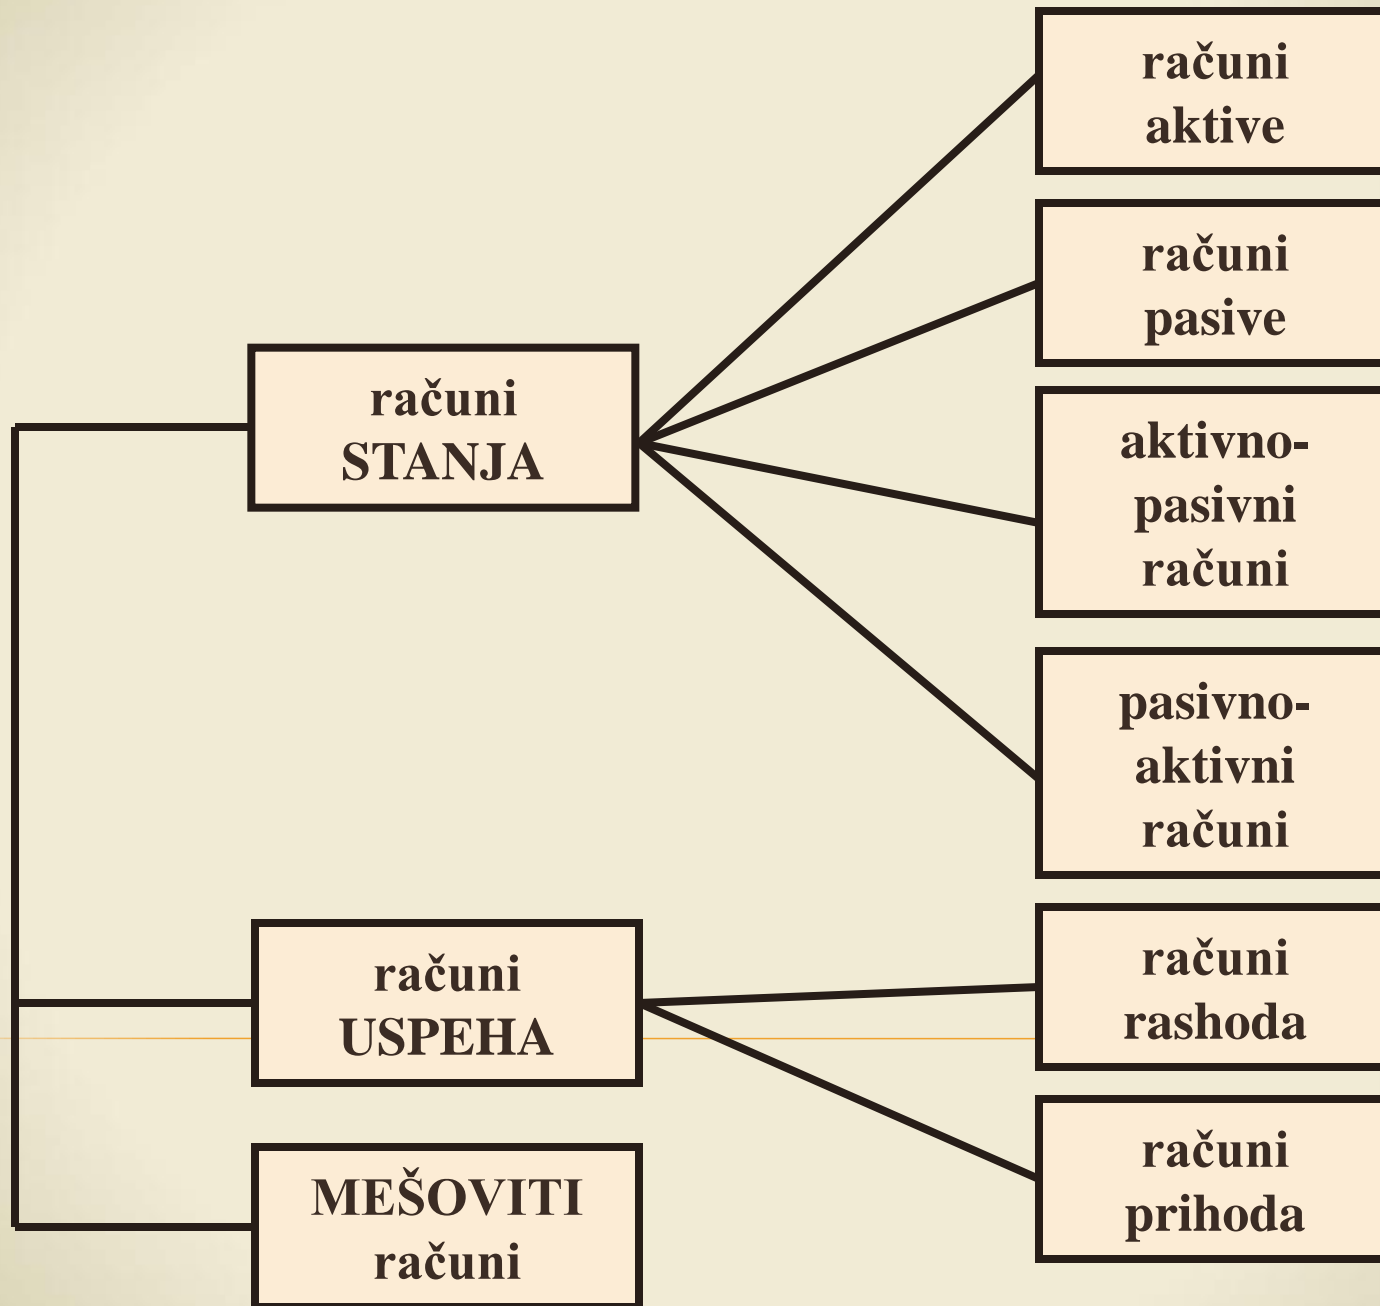 računi
STANJA
računi
aktive
računi
pasive
aktivno-
pasivni
računi
pasivno-
aktivni
računi
računi
USPEHA
računi
rashoda
računi
prihoda
MEŠOVITI
računi